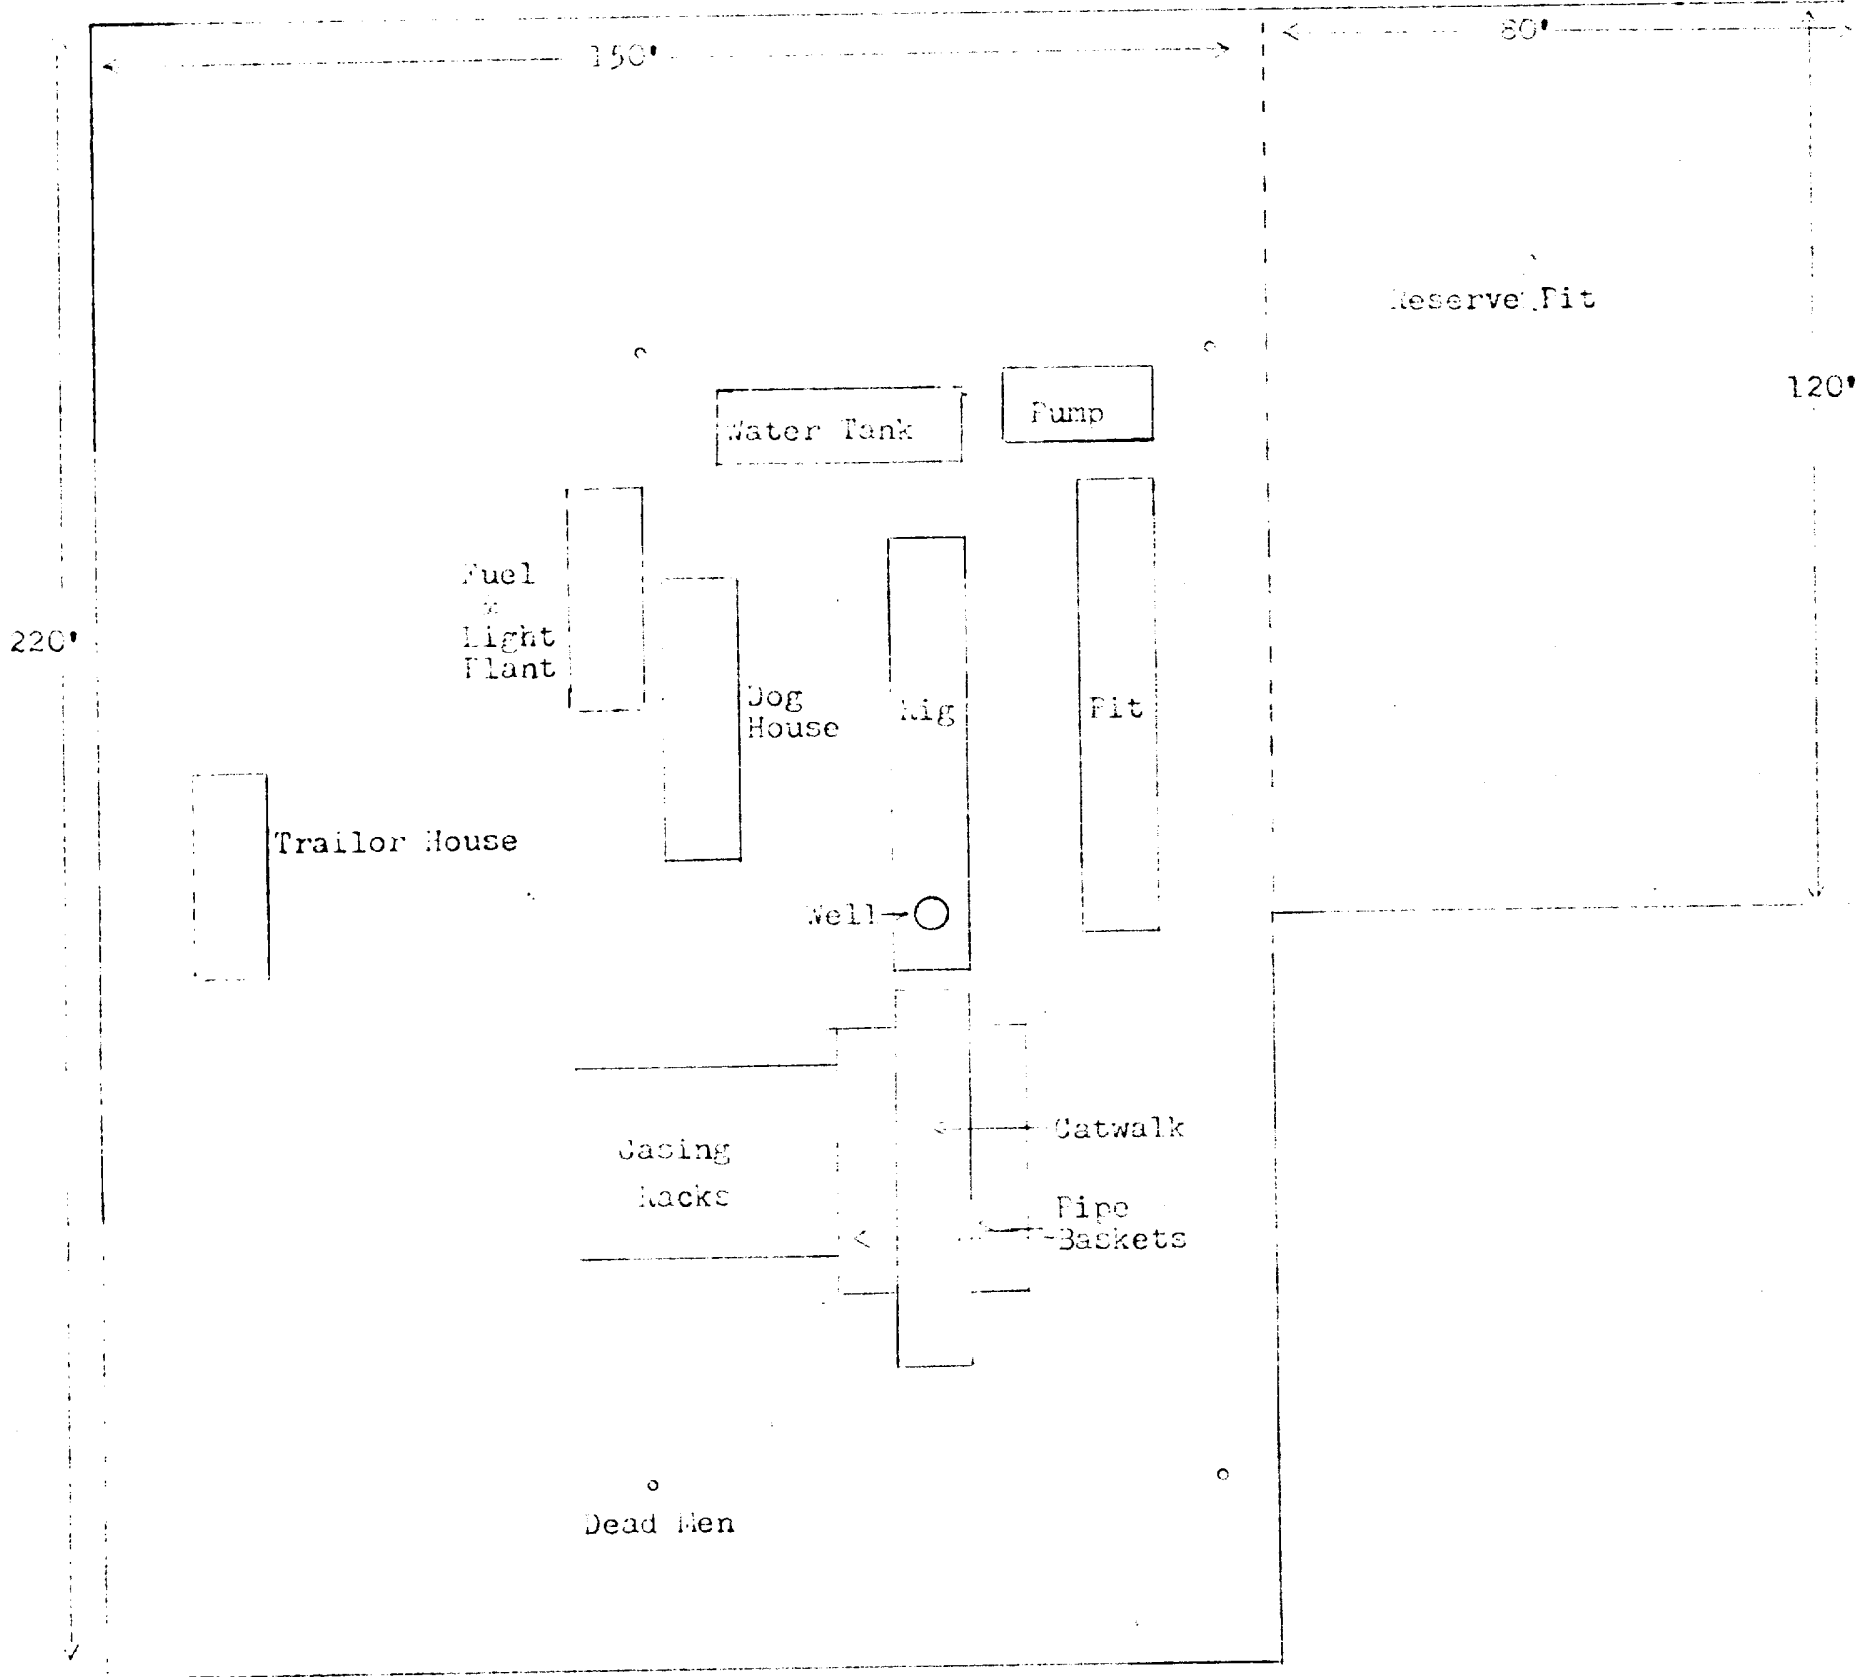 150'
80'
Reserve Pit
120'
Water Tank
Pump
Fuel
&
Light
Plant
220'
Dog
House
Rig
Pit
Trailor House
Well
Catwalk
Casing
Racks
Pipe
Baskets
Dead Men